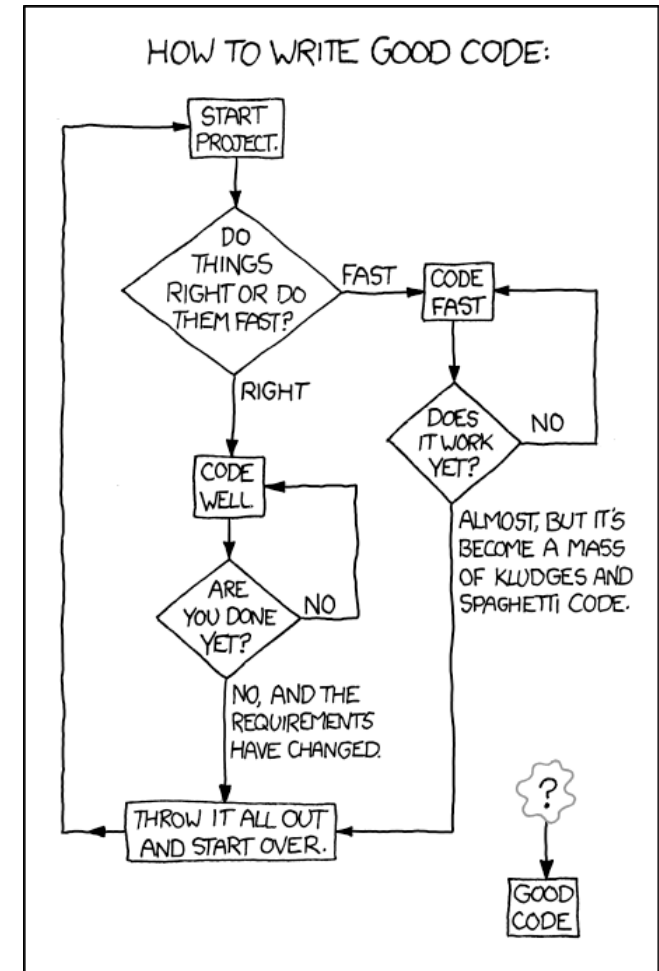 HOW TO WRITE GOOD CODE:
START
PROJECT.
DO
THINGS
RIGHT OR DO
THEM FAST?
FAST
CODE
FAST
RIGHT
DOES
IT WORK
YET?
NO
CODE
WELL.
ALMOST, BUT IT'S
BECOME A MASS
OF KLUDGES AND
SPAGHETTI CODE.
ARE
YOU DONE
YET?
NO
NO, AND THE
REQUIREMENTS
HAVE CHANGED.
THROW IT ALL OUT
AND START OVER.
?
GOOD
CODE